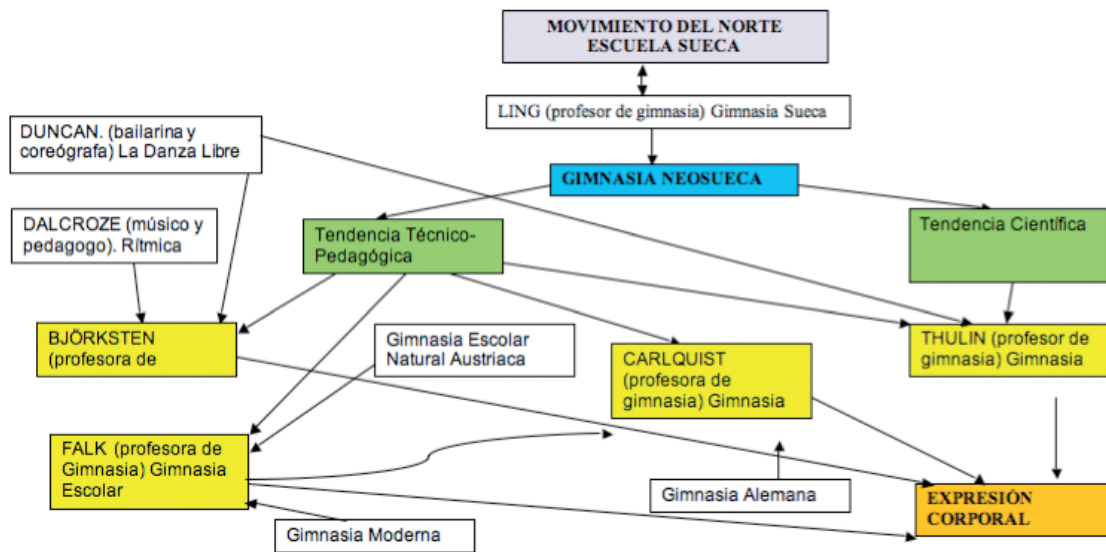 MOVIMIENTO DEL NORTE
ESCUELA SUECA
LING (profesor de gimnasia) Gimnasia Sueca
DUNCAN. (bailarina y
coreógrafa) La Danza Libre
GIMNASIA NEOSUECA
DALCROZE (músico y
pedagogo). Rítmica
Tendencia Técnico-
Pedagógica
Tendencia Científica
BJÖRKSTEN
(profesora de
Gimnasia Escolar
Natural Austriaca
CARLQUIST
(profesora de
gimnasia) Gimnasia
THULIN (profesor de
gimnasia) Gimnasia
FALK (profesora de
Gimnasia) Gimnasia
Escolar
Gimnasia Alemana
EXPRESIÓN
CORPORAL
Gimnasia Moderna